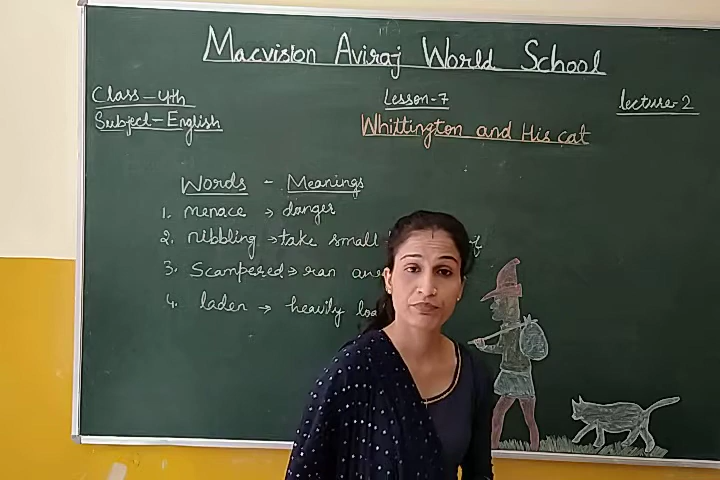 Macvision Aviraj World School
Class-4th
Lesson-7
lecture-2
Subject-English
Whittington and His cat
Words - Meanings
1. menace → danger
2. nibbling → take small of
3. Scampered → ran
4. laden → heavily